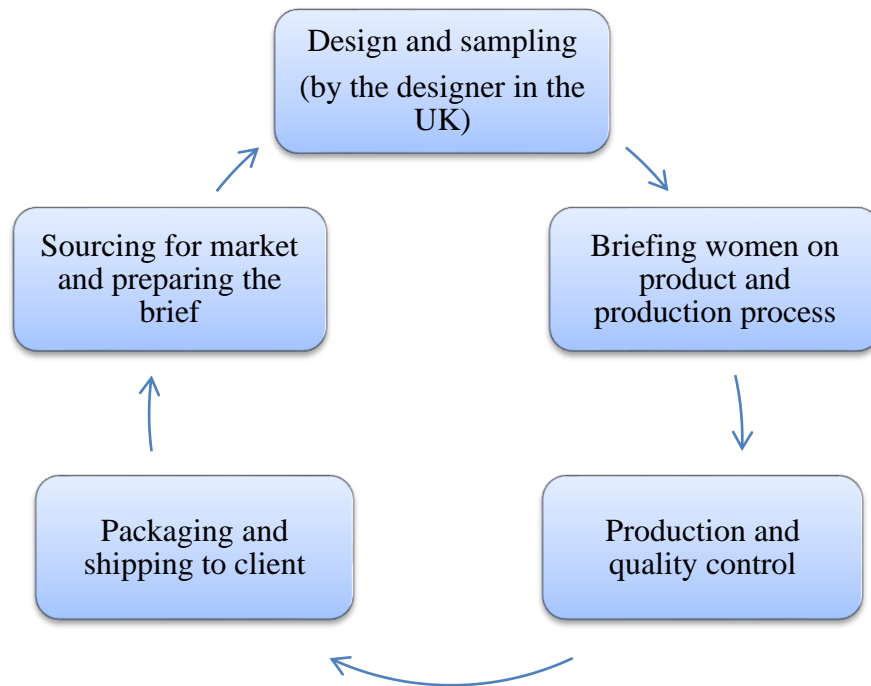 Design and sampling
(by the designer in the
UK)
Briefing women on
product and
production process
Production and
quality control
Packaging and
shipping to client
Sourcing for market
and preparing the
brief